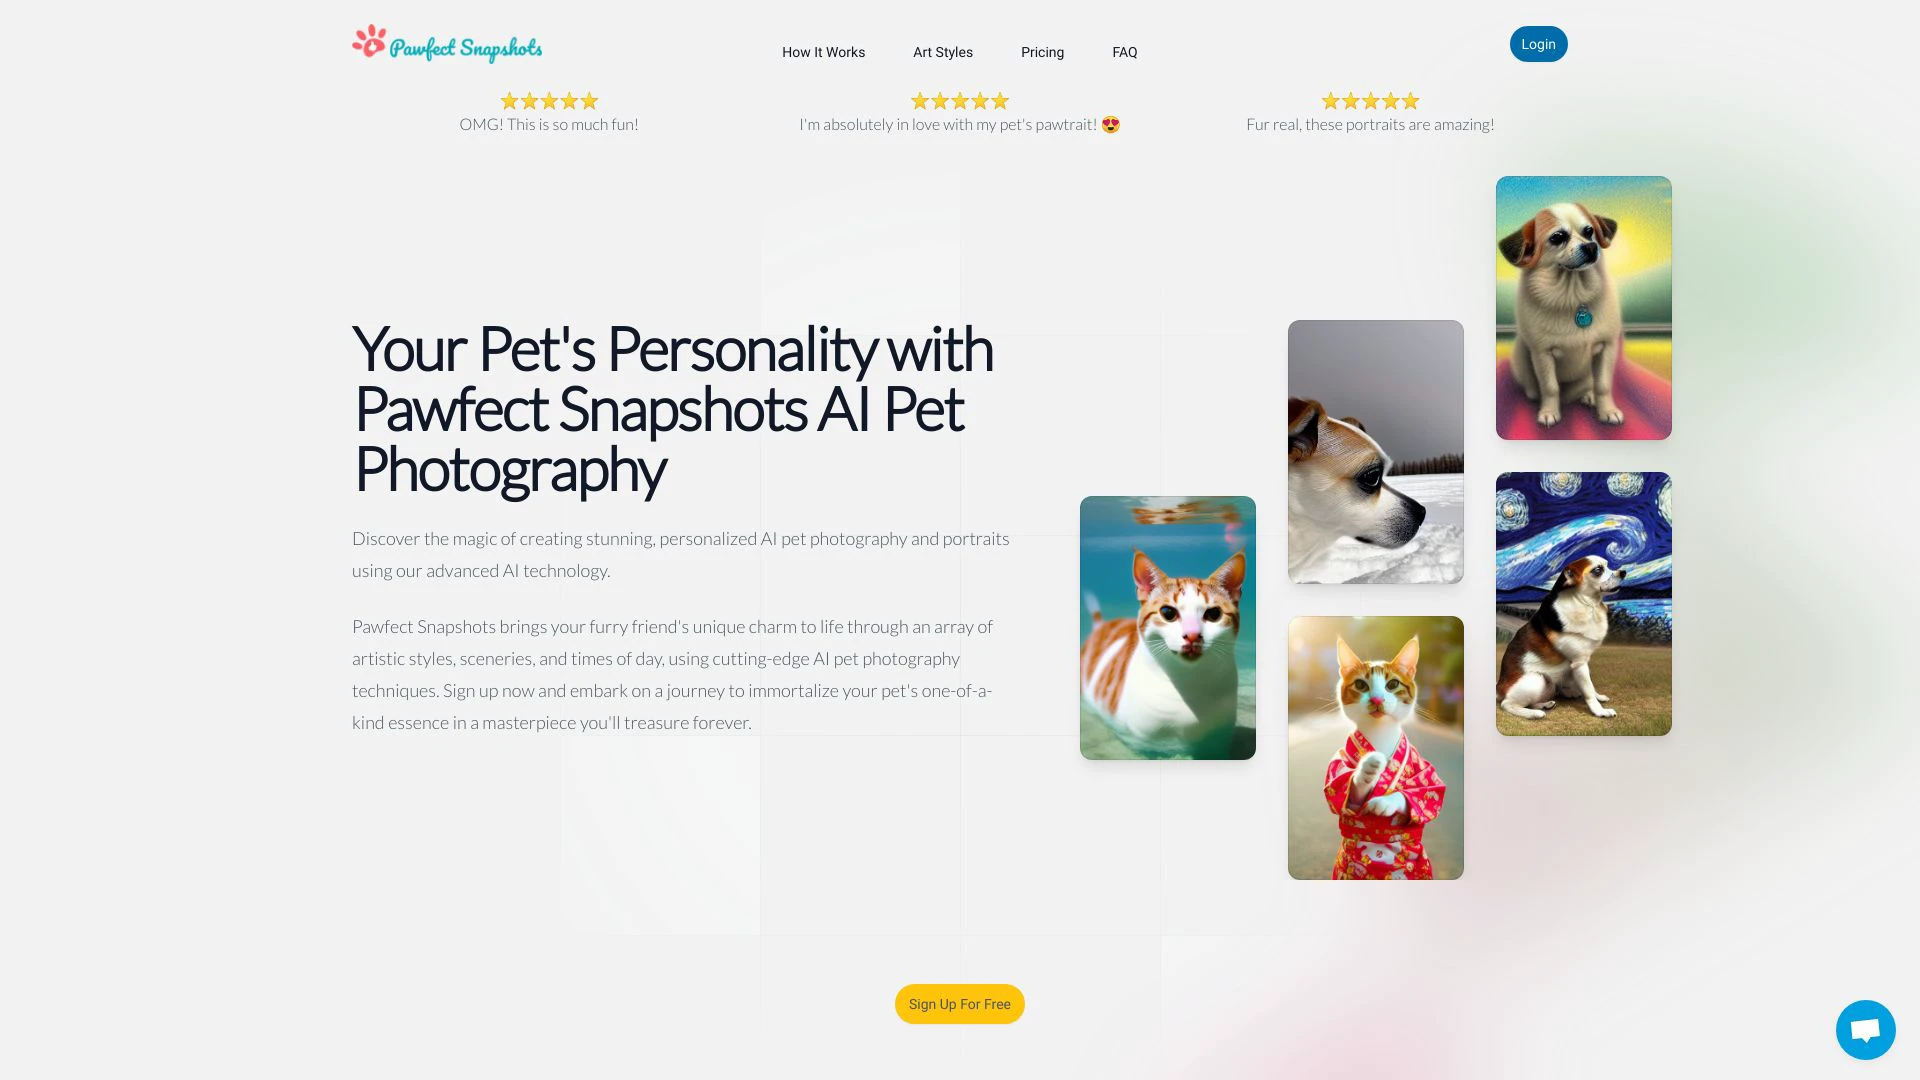 Pawfect Snapshots
How It Works
Art Styles
Pricing
FAQ
Login
OMG! This is so much fun!
I'm absolutely in love with my pet's pawtrait! 😍
Fur real, these portraits are amazing!
Your Pet's Personality with
Pawfect Snapshots AI Pet
Photography
Discover the magic of creating stunning, personalized AI pet photography and portraits
using our advanced AI technology.
Pawfect Snapshots brings your furry friend's unique charm to life through an array of
artistic styles, sceneries, and times of day, using cutting-edge AI pet photography
techniques. Sign up now and embark on a journey to immortalize your pet's one-of-a-
kind essence in a masterpiece you'll treasure forever.
Sign Up For Free